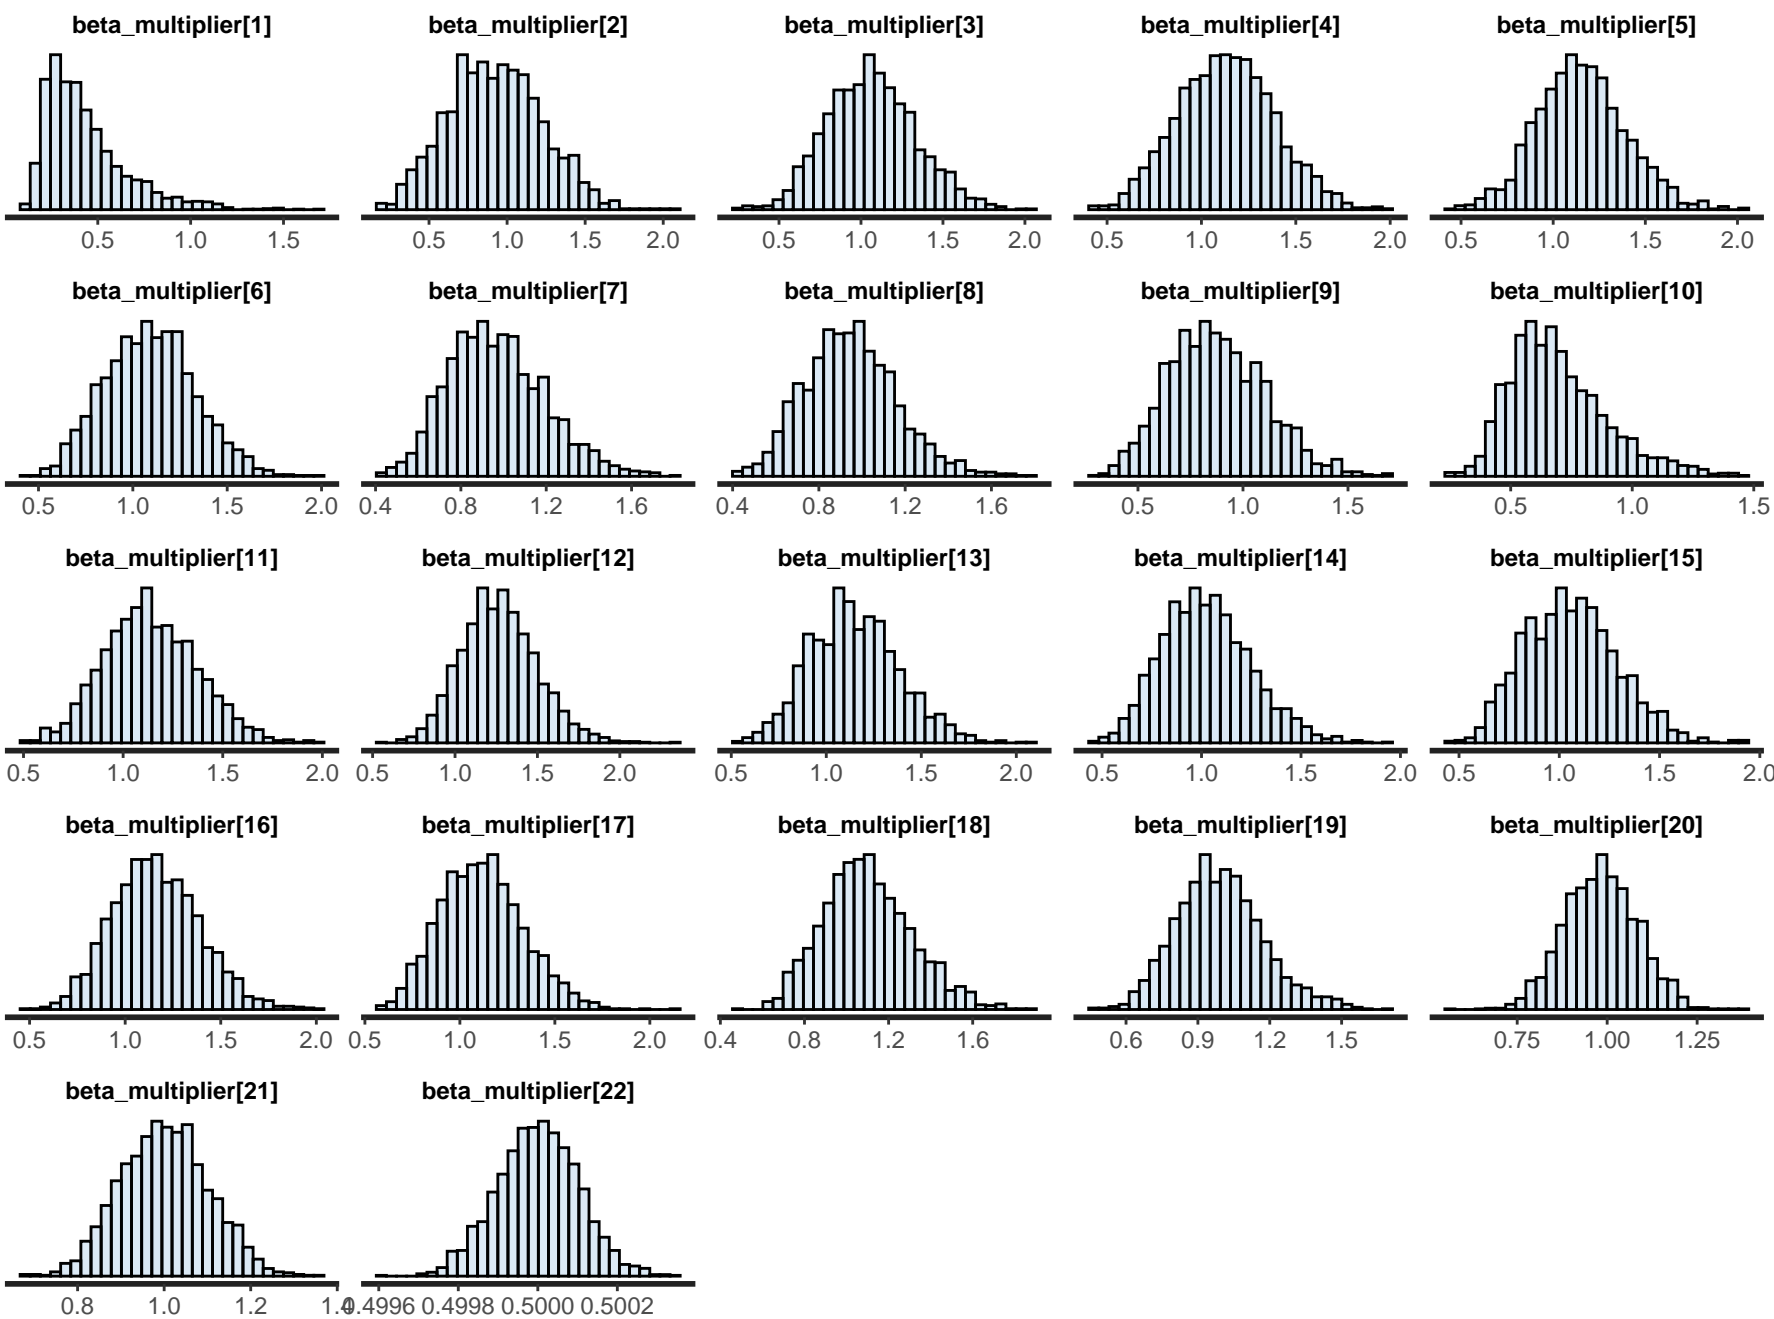 beta_multiplier[1] beta_multiplier[2] beta_multiplier[3] beta_multiplier[4] beta_multiplier[5]
0.5 1.0 1.5 0.5 1.0 1.5 2.0 0.5 1.0 1.5 2.0 0.5 1.0 1.5 2.0 0.5 1.0 1.5 2.0
beta_multiplier[6] beta_multiplier[7] beta_multiplier[8] beta_multiplier[9] beta_multiplier[10]
0.5 1.0 1.5 2.0 0.4 0.8 1.2 1.6 0.4 0.8 1.2 1.6 0.5 1.0 1.5 0.5 1.0 1.5
beta_multiplier[11] beta_multiplier[12] beta_multiplier[13] beta_multiplier[14] beta_multiplier[15]
0.5 1.0 1.5 2.0 0.5 1.0 1.5 2.0 0.5 1.0 1.5 2.0 0.5 1.0 1.5 2.0 0.5 1.0 1.5 2.0
beta_multiplier[16] beta_multiplier[17] beta_multiplier[18] beta_multiplier[19] beta_multiplier[20]
0.5 1.0 1.5 2.0 0.5 1.0 1.5 2.0 0.4 0.8 1.2 1.6 0.6 0.9 1.2 1.5 0.75 1.00 1.25
beta_multiplier[21] beta_multiplier[22]
0.8 1.0 1.2 1.4 0.4996 0.4998 0.5000 0.5002